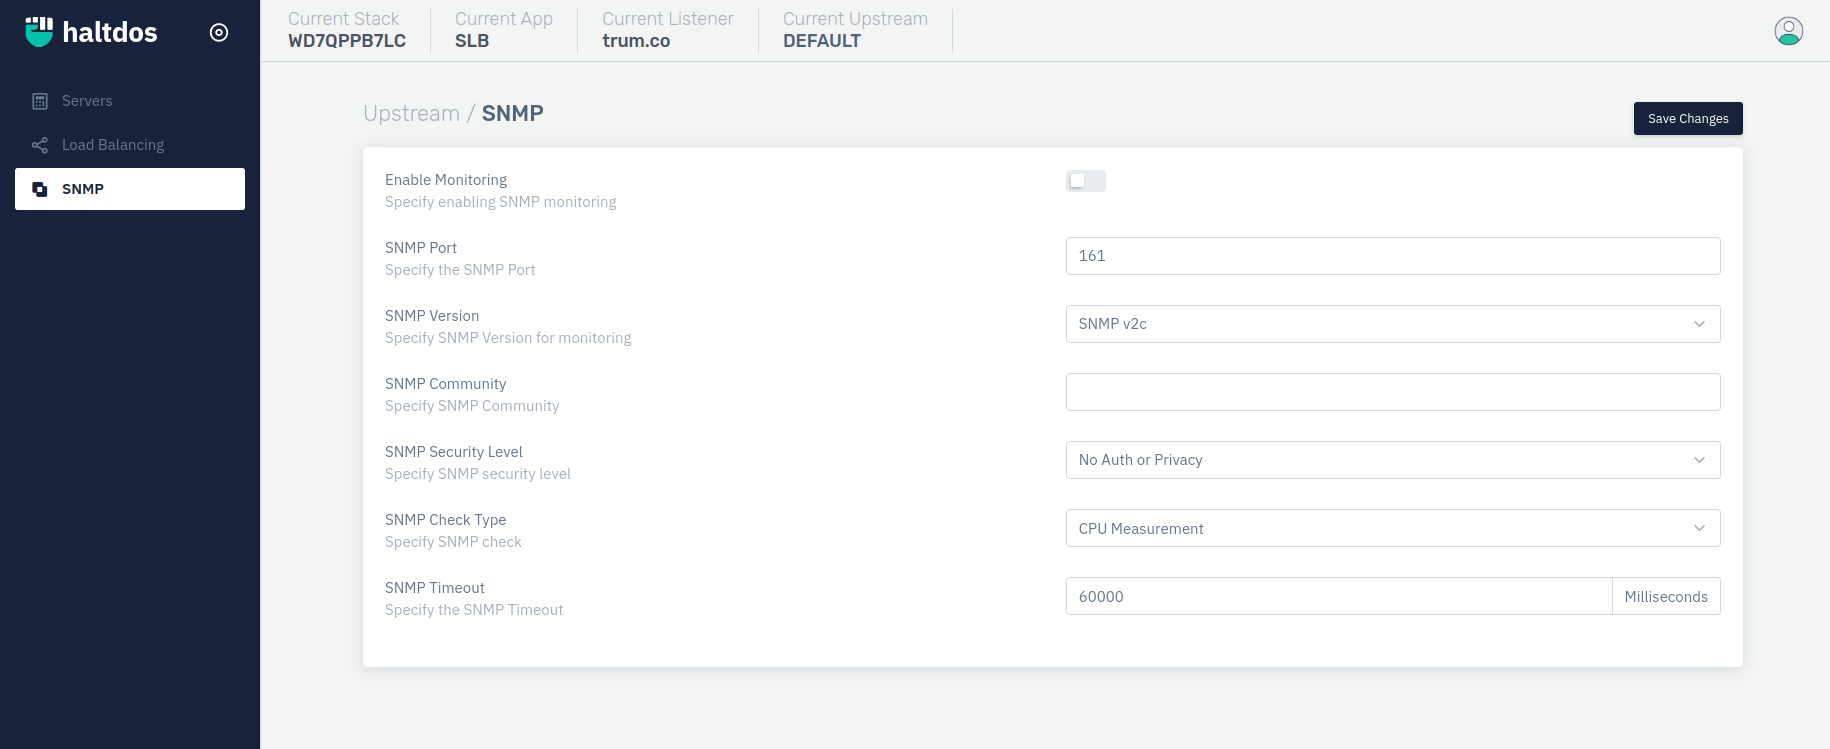 haltdos
Current Stack
WD7QPPB7LC
Current App
SLB
Current Listener
trum.co
Current Upstream
DEFAULT
Servers
Load Balancing
SNMP
Upstream / SNMP
Save Changes
Enable Monitoring
Specify enabling SNMP monitoring
SNMP Port
Specify the SNMP Port
161
SNMP Version
Specify SNMP Version for monitoring
SNMP v2c
SNMP Community
Specify SNMP Community
SNMP Security Level
Specify SNMP security level
No Auth or Privacy
SNMP Check Type
Specify SNMP check
CPU Measurement
SNMP Timeout
Specify the SNMP Timeout
60000
Milliseconds